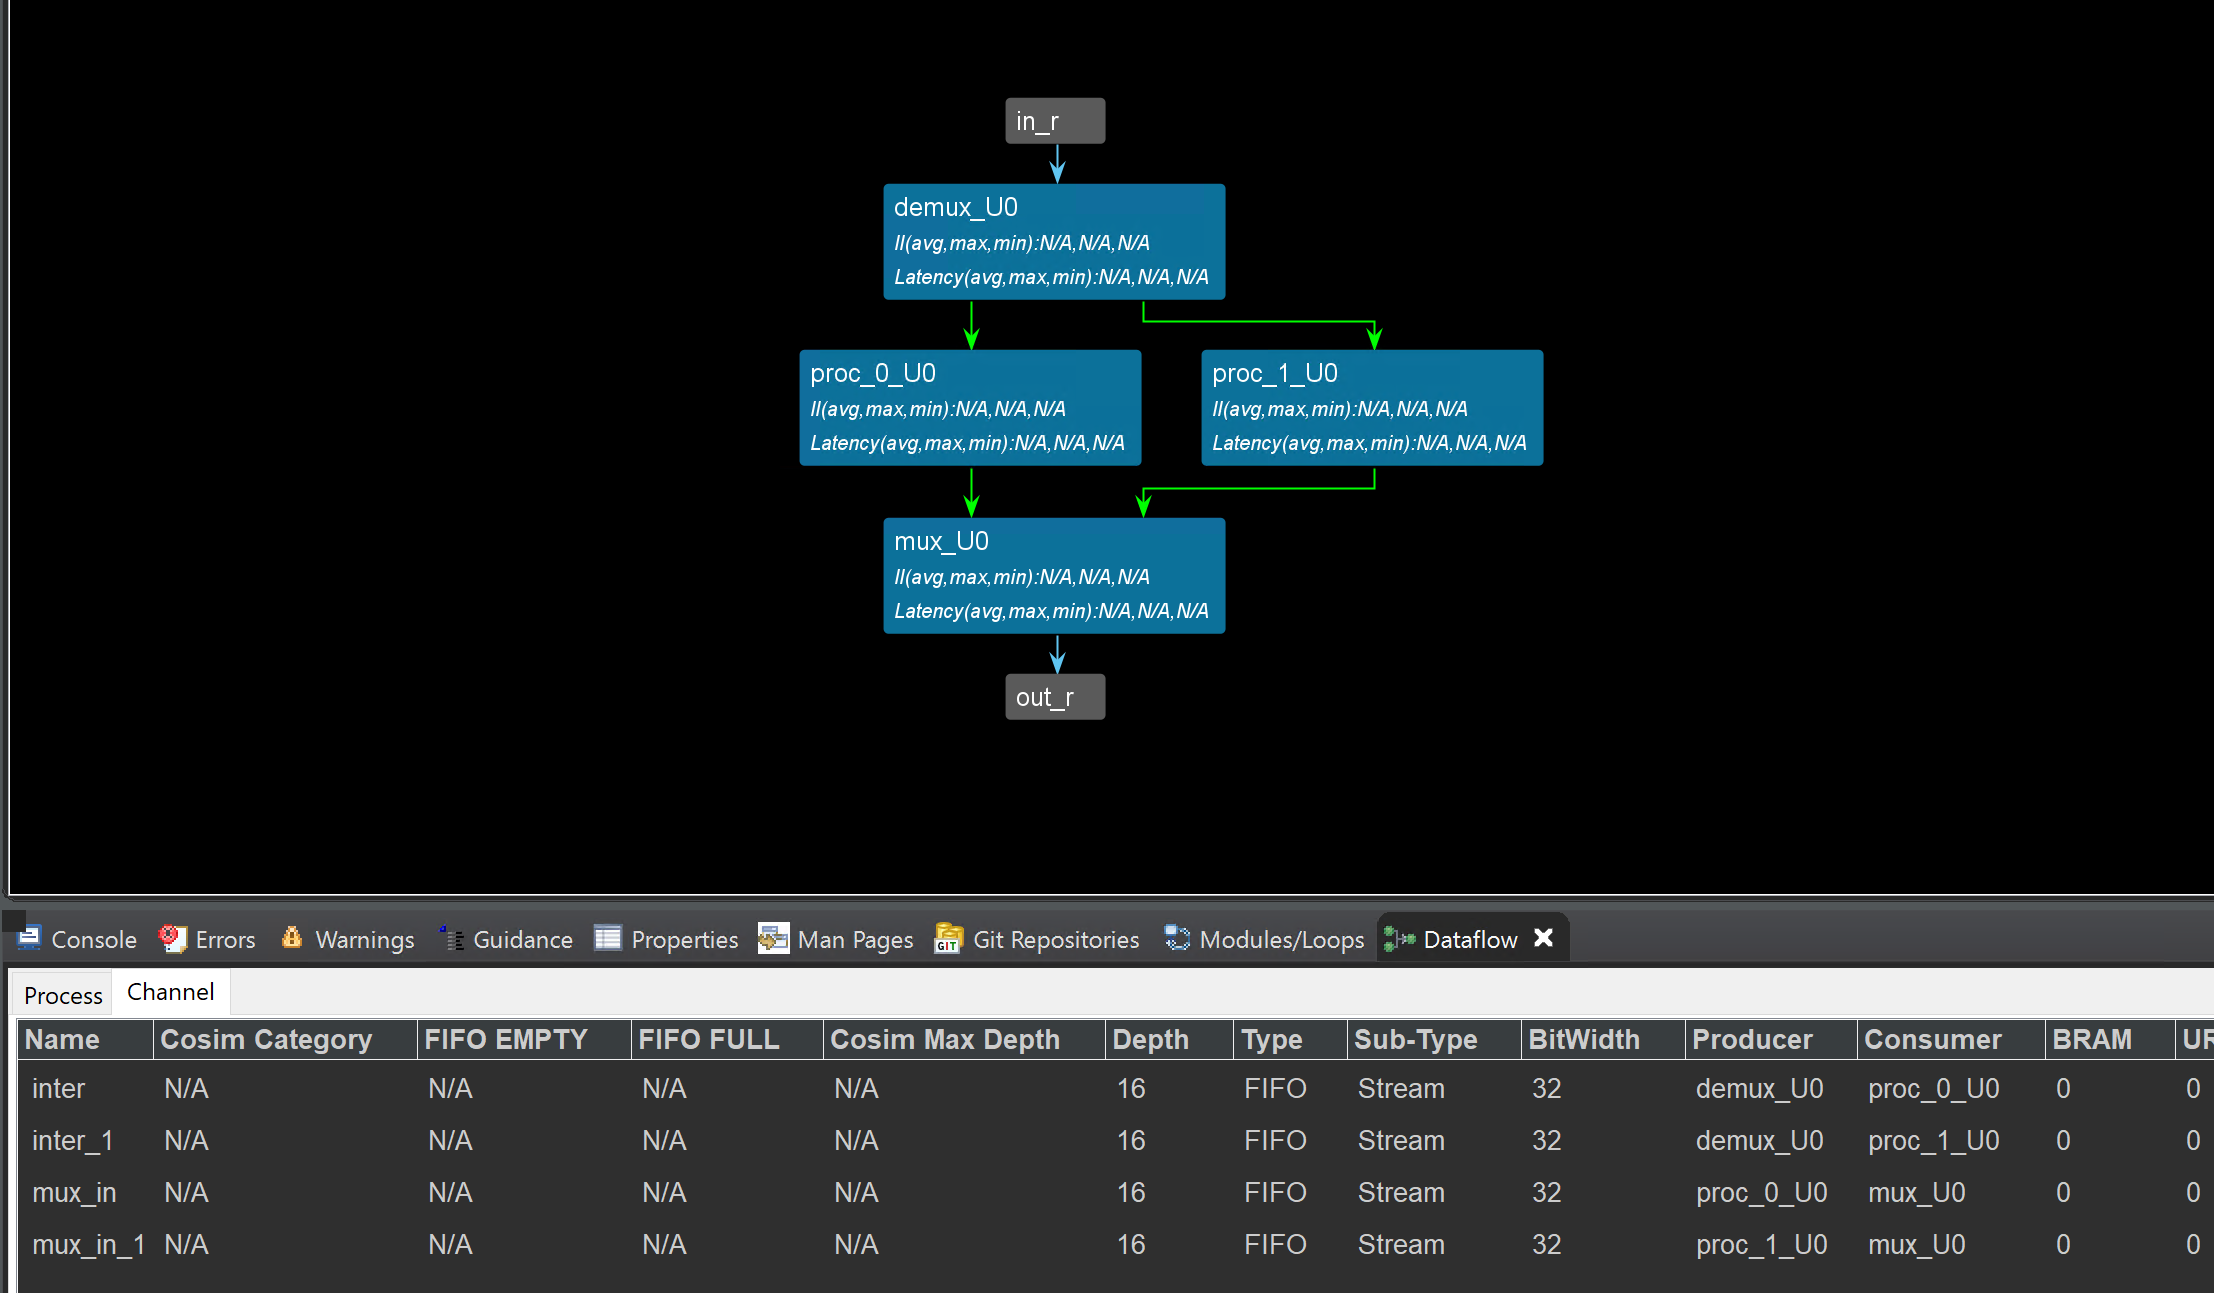 in_r
demux_U0
II(avg,max,min):N/A,N/A,N/A
Latency(avg,max,min):N/A,N/A,N/A
proc_0_U0
II(avg,max,min):N/A,N/A,N/A
Latency(avg,max,min):N/A,N/A,N/A
proc_1_U0
II(avg,max,min):N/A,N/A,N/A
Latency(avg,max,min):N/A,N/A,N/A
mux_U0
II(avg,max,min):N/A,N/A,N/A
Latency(avg,max,min):N/A,N/A,N/A
out_r
Console Errors Warnings Guidance Properties Man Pages GIT Git Repositories Modules/Loops Dataflow
Process Channel
Name Cosim Category FIFO EMPTY FIFO FULL Cosim Max Depth Depth Type Sub-Type BitWidth Producer Consumer BRAM UR
inter N/A N/A N/A N/A 16 FIFO Stream 32 demux_U0 proc_0_U0 0 0
inter_1 N/A N/A N/A N/A 16 FIFO Stream 32 demux_U0 proc_1_U0 0 0
mux_in N/A N/A N/A N/A 16 FIFO Stream 32 proc_0_U0 mux_U0 0 0
mux_in_1 N/A N/A N/A N/A 16 FIFO Stream 32 proc_1_U0 mux_U0 0 0